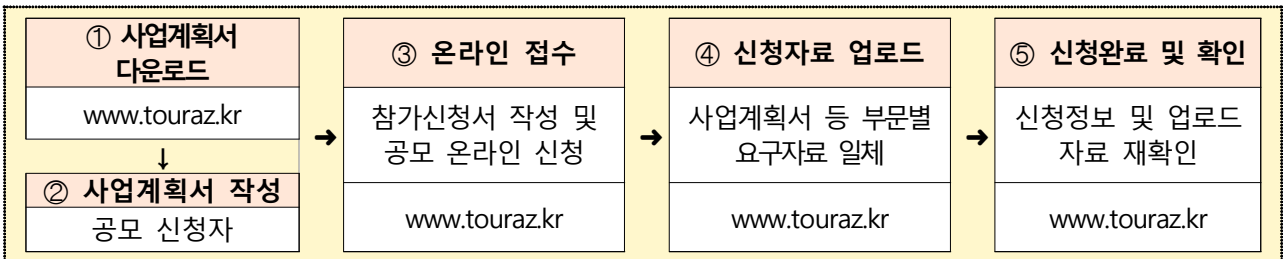 ① 사업계획서
다운로드
www.touraz.kr
↓
② 사업계획서 작성
공모 신청자
➜
③ 온라인 접수
참가신청서 작성 및
공모 온라인 신청
www.touraz.kr
➜
④ 신청자료 업로드
사업계획서 등 부문별
요구자료 일체
www.touraz.kr
➜
⑤ 신청완료 및 확인
신청정보 및 업로드
자료 재확인
www.touraz.kr